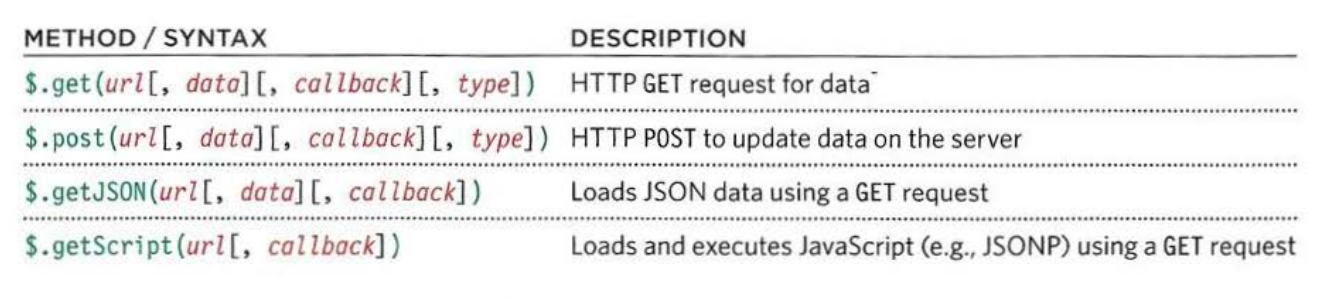 METHOD / SYNTAX DESCRIPTION
$.get(url[, data][, callback][, type]) HTTP GET request for data
$.post(url[, data][, callback][, type]) HTTP POST to update data on the server
$.getJSON(url[, data][, callback]) Loads JSON data using a GET request
$.getScript(url[, callback]) Loads and executes JavaScript (e.g., JSONP) using a GET request